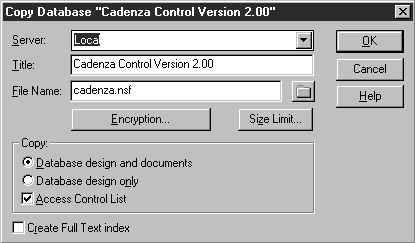 Copy Database "Cadenza Control Version 2.00"
Server: Local
OK
Title: Cadenza Control Version 2.00
Cancel
File Name: cadenza.nsf
Help
Encryption... Size Limit...
Copy:
Database design and documents
Database design only
Access Control List
Create Full Text index